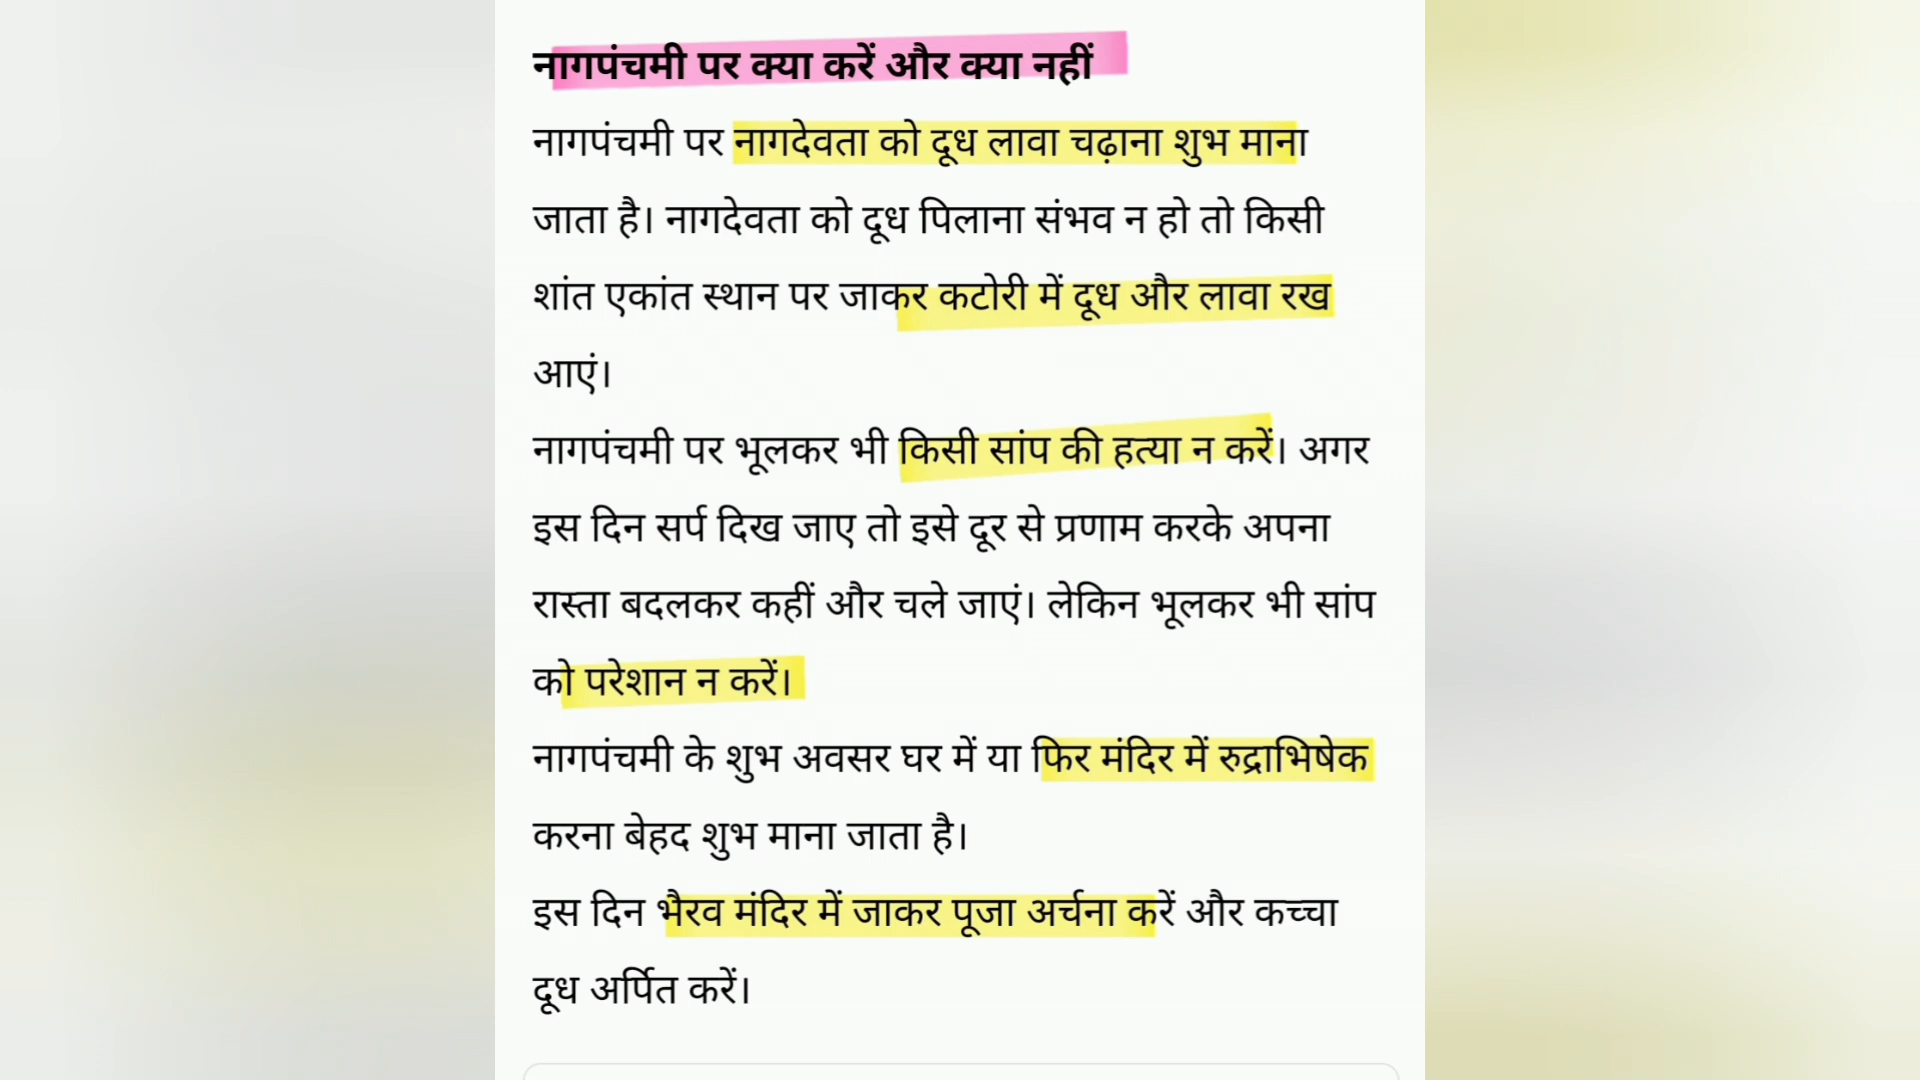 नागपंचमी पर क्या करें और क्या नहीं
नागपंचमी पर नागदेवता को दूध लावा चढ़ाना शुभ माना
जाता है। नागदेवता को दूध पिलाना संभव न हो तो किसी
शांत एकांत स्थान पर जाकर कटोरी में दूध और लावा रख
आएं।
नागपंचमी पर भूलकर भी किसी सांप की हत्या न करें। अगर
इस दिन सर्प दिख जाए तो इसे दूर से प्रणाम करके अपना
रास्ता बदलकर कहीं और चले जाएं। लेकिन भूलकर भी सांप
को परेशान न करें।
नागपंचमी के शुभ अवसर घर में या फिर मंदिर में रुद्राभिषेक
करना बेहद शुभ माना जाता है।
इस दिन भैरव मंदिर में जाकर पूजा अर्चना करें और कच्चा
दूध अर्पित करें।